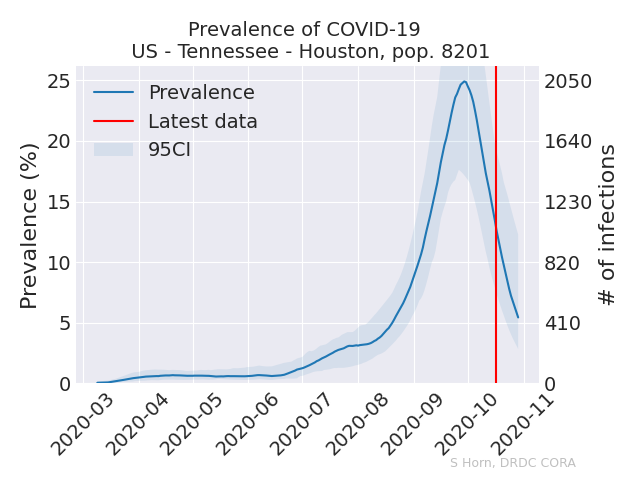 Prevalence of COVID-19
US - Tennessee - Houston, pop. 8201
Prevalence
Latest data
95CI
Prevalence (%)
25
20
15
10
5
0
2050
1640
1230
820
410
0
# of infections
2020-03
2020-04
2020-05
2020-06
2020-07
2020-08
2020-09
2020-10
2020-11
S Horn, DRDC CORA